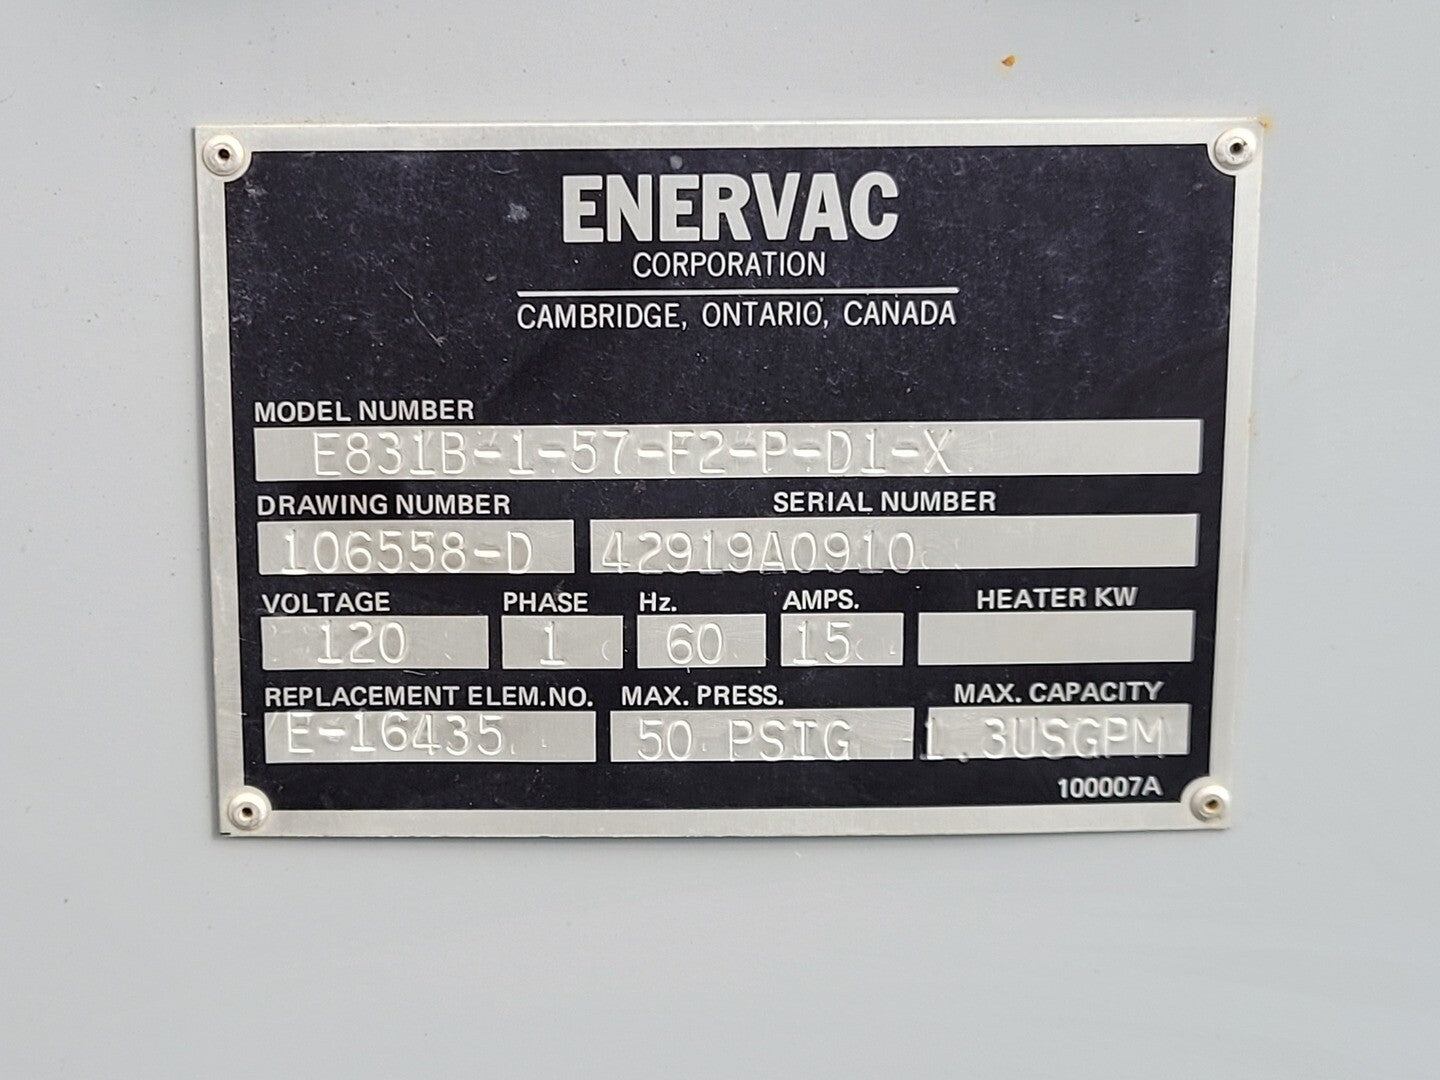 ENERVAC
CORPORATION
CAMBRIDGE, ONTARIO, CANADA
MODEL NUMBER
E831B-1-57-F2-P-D1-X
DRAWING NUMBER SERIAL NUMBER
106558-D 42919A0910
VOLTAGE PHASE Hz. AMPS. HEATER KW
120 1 60 15
REPLACEMENT ELEM.NO. MAX. PRESS. MAX. CAPACITY
E-16435 50 PSIG 1.3USGPM
100007A